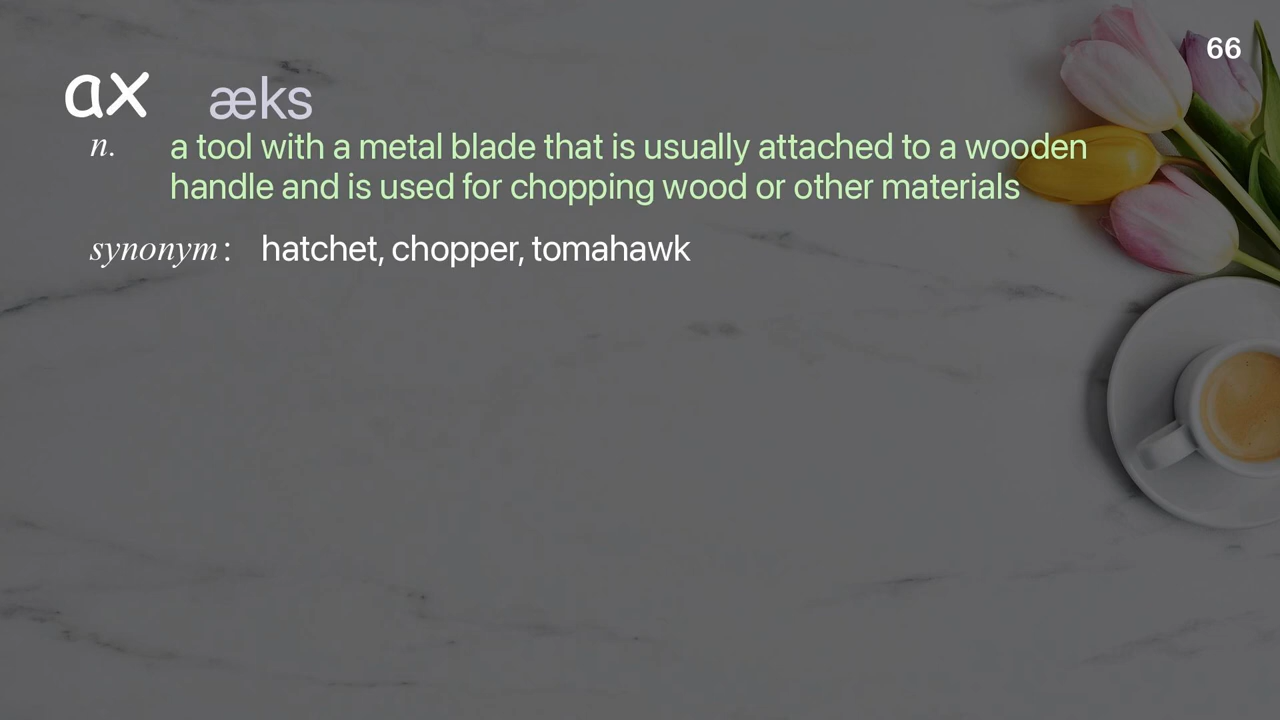 66
ax æks
n. a tool with a metal blade that is usually attached to a wooden
handle and is used for chopping wood or other materials
synonym: hatchet, chopper, tomahawk